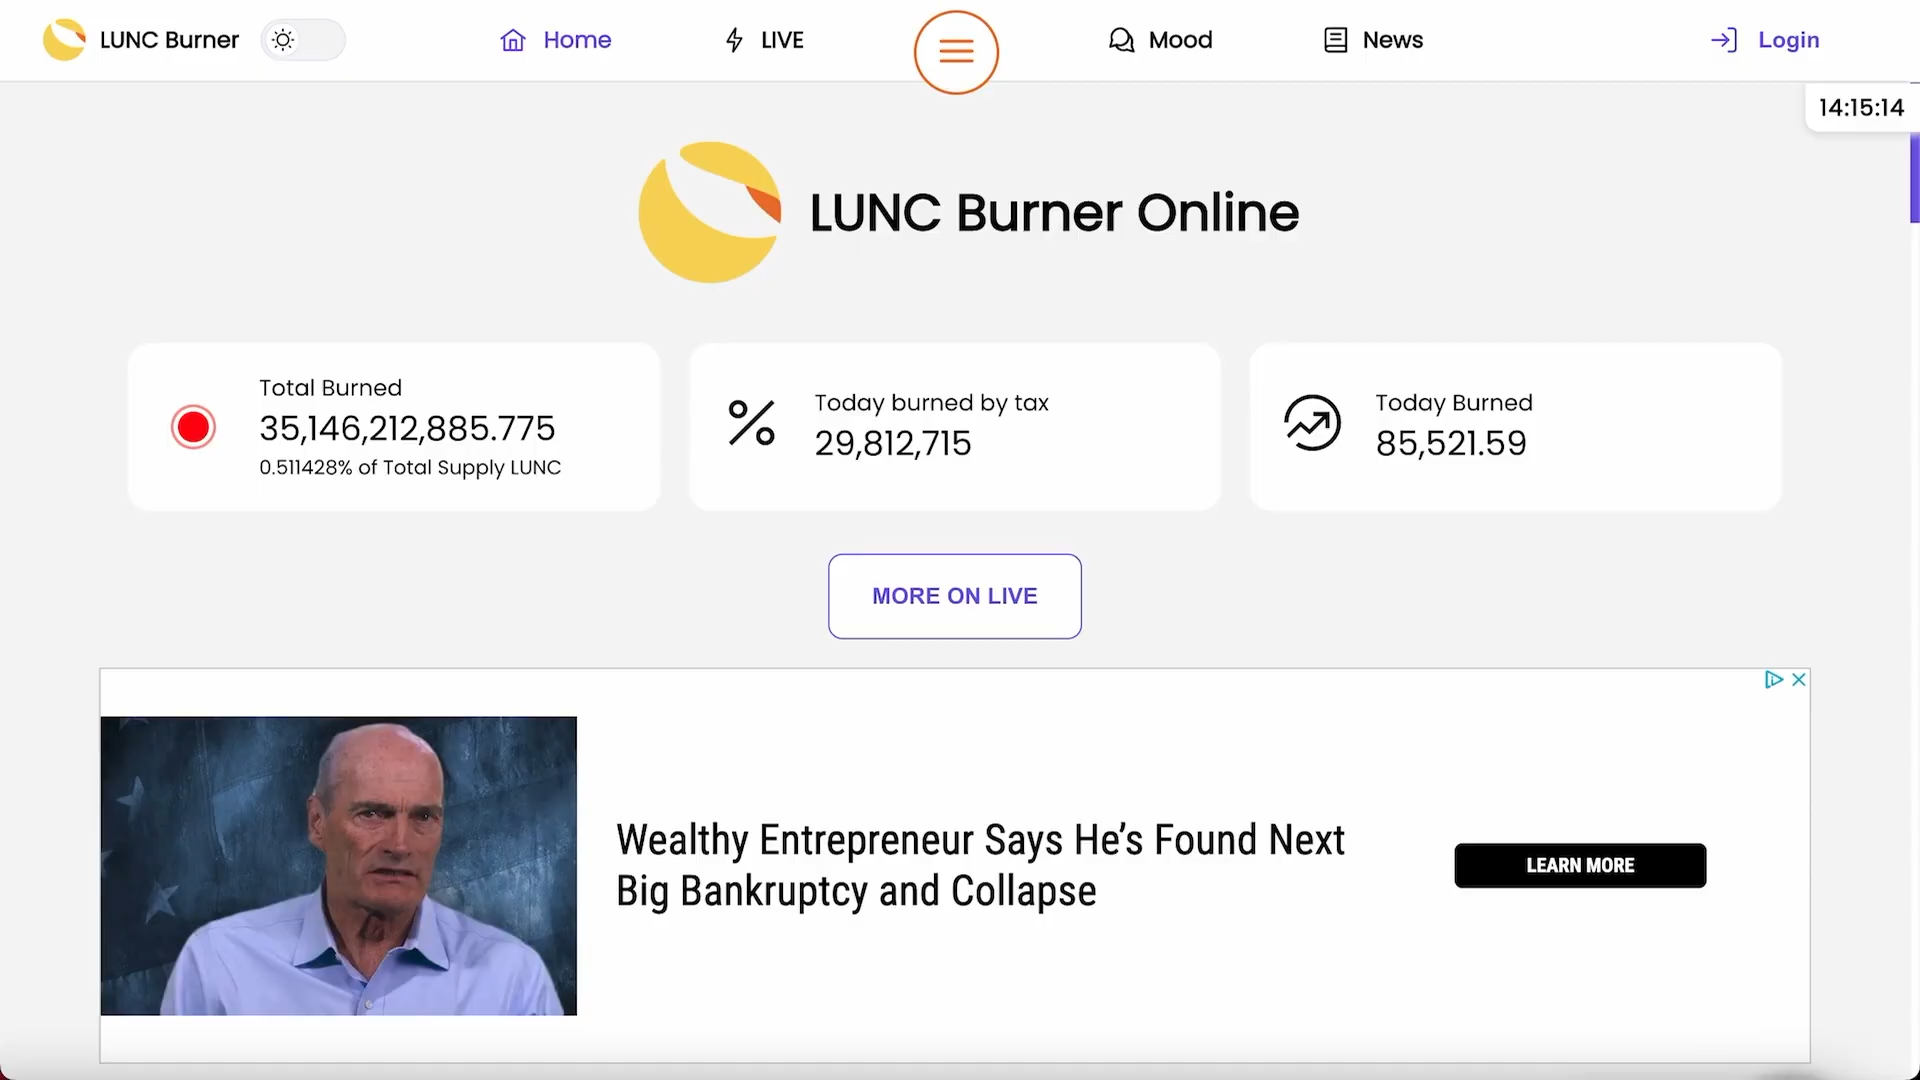 LUNC Burner
Home
LIVE
Mood
News
Login
14:15:14
LUNC Burner Online
Total Burned
35,146,212,885.775
0.511428% of Total Supply LUNC
Today burned by tax
29,812,715
Today Burned
85,521.59
MORE ON LIVE
Wealthy Entrepreneur Says He’s Found Next
Big Bankruptcy and Collapse
LEARN MORE